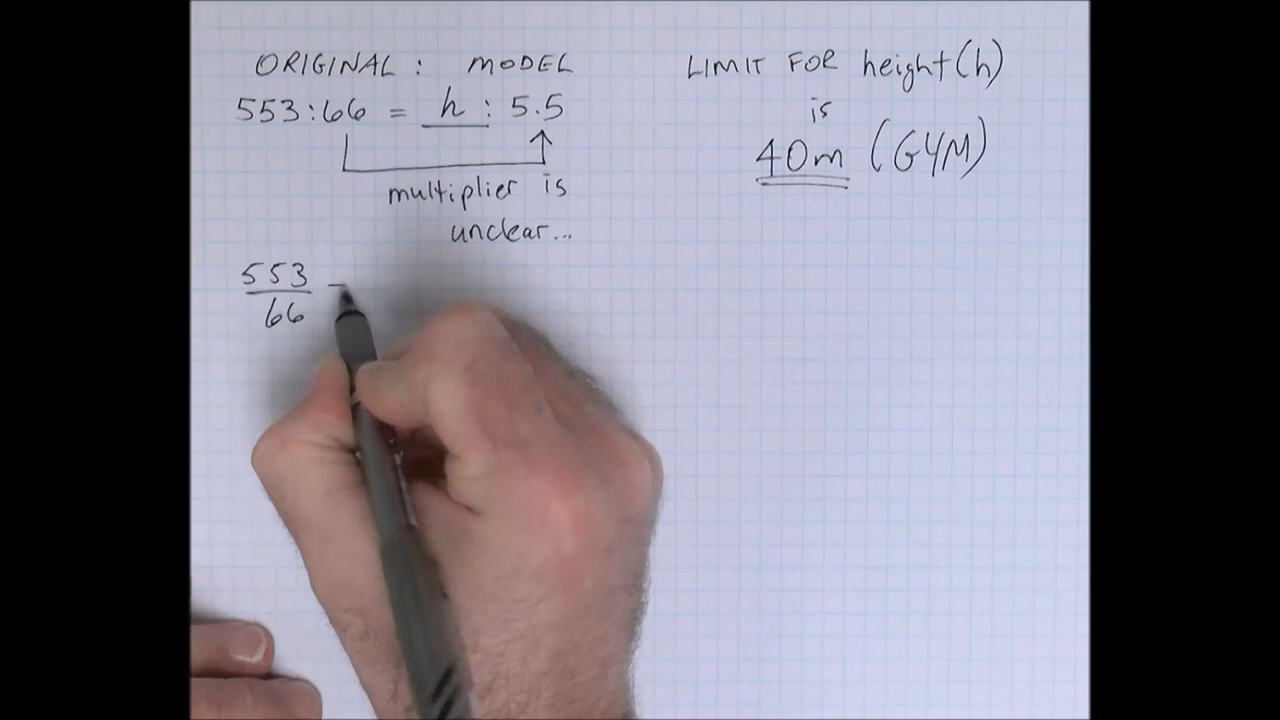 ORIGINAL : MODEL
553:66 = h : 5.5
multiplier is
unclear...
553
66
LIMIT FOR height(h)
is
40m (GYM)